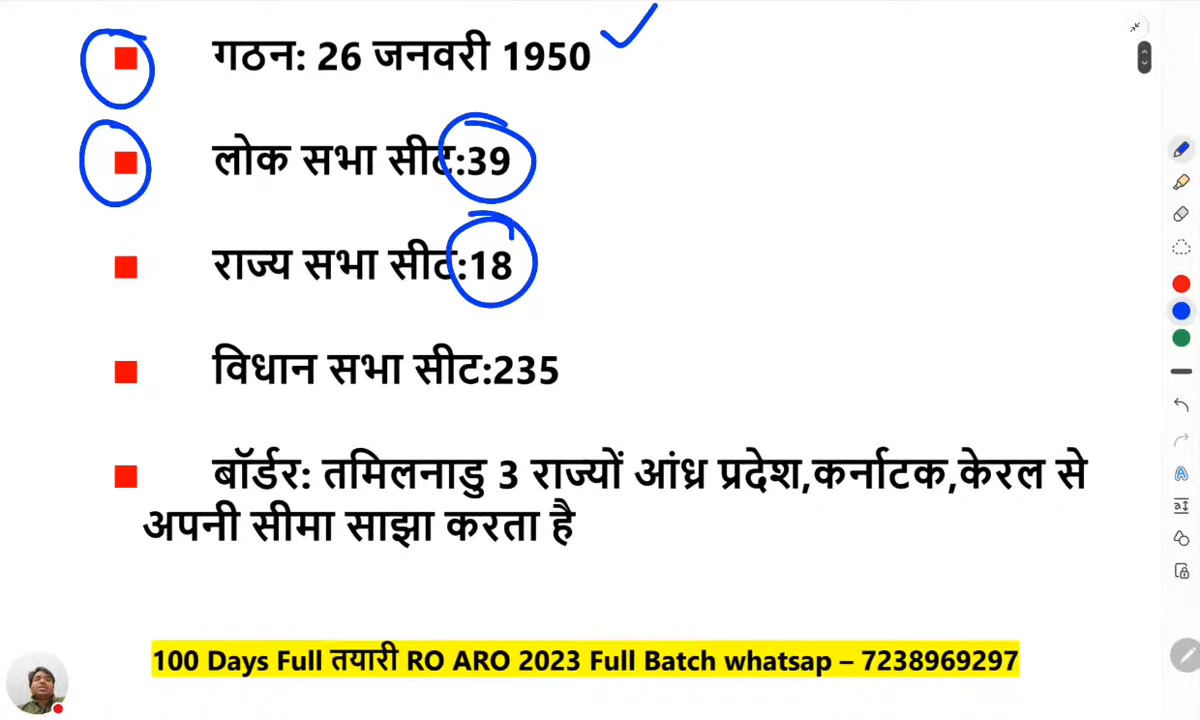 गठन: 26 जनवरी 1950
लोक सभा सीट:39
राज्य सभा सीट:18
विधान सभा सीट:235
बॉर्डर: तमिलनाडु 3 राज्यों आंध्र प्रदेश,कर्नाटक,केरल से
अपनी सीमा साझा करता है
100 Days Full तयारी RO ARO 2023 Full Batch whatsap – 7238969297